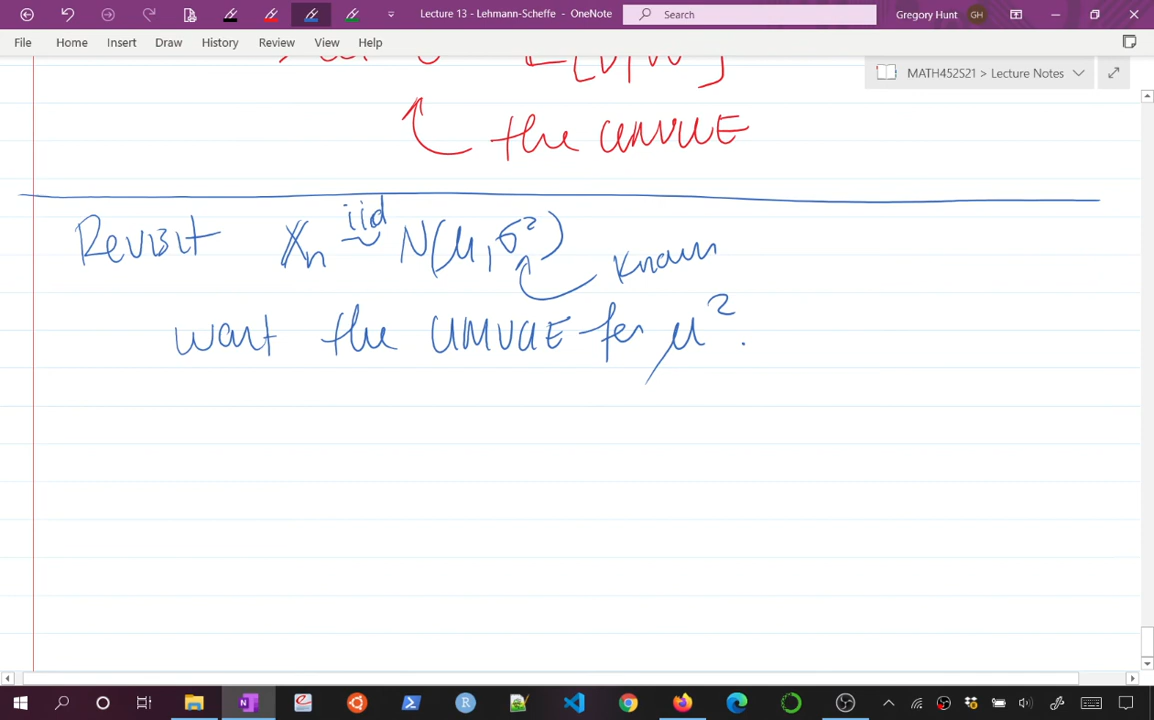 Lecture 13 - Lehmann-Scheffe - OneNote
Search
Gregory Hunt
GH
File Home Insert Draw History Review View Help
MATH452S21 > Lecture Notes
E[U|W]
the UMVUE
Revisit Xn iid ~ N(μ, σ²)
known
want the UMVUE for μ².